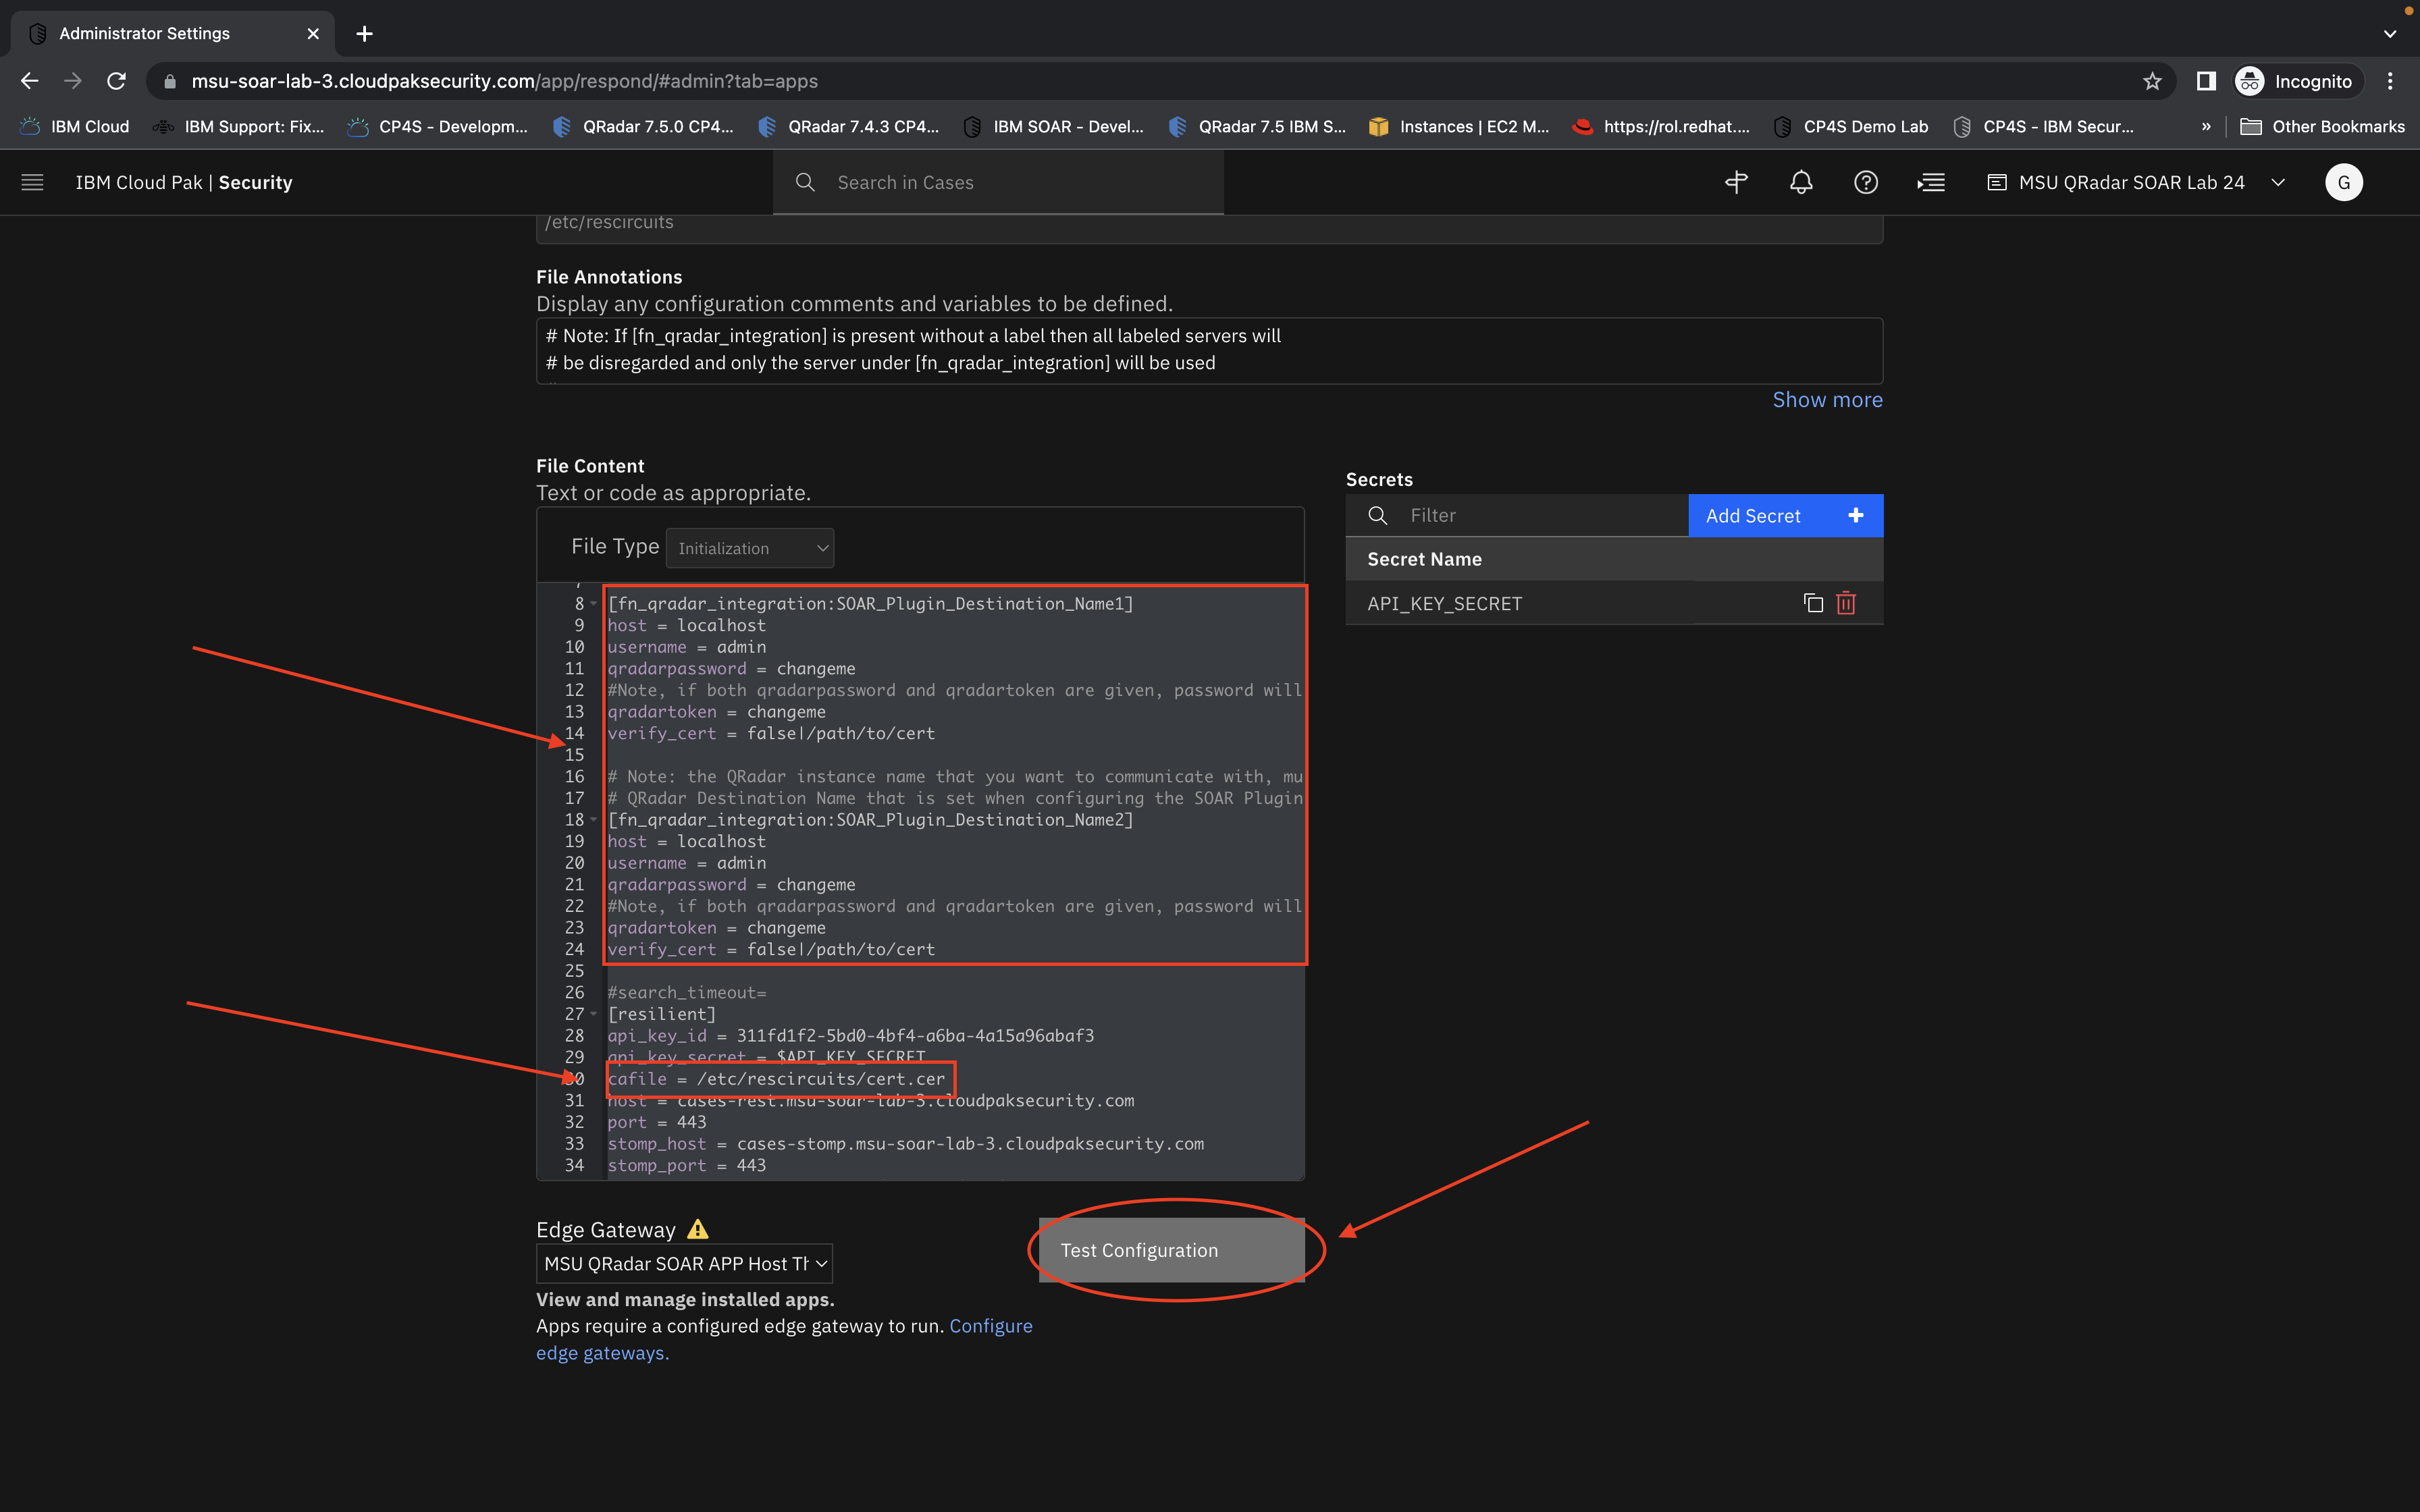 Administrator Settings
msu-soar-lab-3.cloudpaksecurity.com/app/respond/#admin?tab=apps
Incognito
IBM Cloud
IBM Support: Fix...
CP4S - Developm...
QRadar 7.5.0 CP4...
QRadar 7.4.3 CP4...
IBM SOAR - Devel...
QRadar 7.5 IBM S...
Instances | EC2 M...
https://rol.redhat....
CP4S Demo Lab
CP4S - IBM Secur...
»
Other Bookmarks
IBM Cloud Pak | Security
Search in Cases
MSU QRadar SOAR Lab 24
G
/etc/rescircuits
File Annotations
Display any configuration comments and variables to be defined.
# Note: If [fn_qradar_integration] is present without a label then all labeled servers will
# be disregarded and only the server under [fn_qradar_integration] will be used
Show more
File Content
Text or code as appropriate.
File Type Initialization
8 [fn_qradar_integration:SOAR_Plugin_Destination_Name1]
9 host = localhost
10 username = admin
11 qradarpassword = changeme
12 #Note, if both qradarpassword and qradartoken are given, password will
13 qradartoken = changeme
14 verify_cert = false|/path/to/cert
15
16 # Note: the QRadar instance name that you want to communicate with, mu
17 # QRadar Destination Name that is set when configuring the SOAR Plugin
18 [fn_qradar_integration:SOAR_Plugin_Destination_Name2]
19 host = localhost
20 username = admin
21 qradarpassword = changeme
22 #Note, if both qradarpassword and qradartoken are given, password will
23 qradartoken = changeme
24 verify_cert = false|/path/to/cert
25
26 #search_timeout=
27 [resilient]
28 api_key_id = 311fd1f2-5bd0-4bf4-a6ba-4a15a96abaf3
29 api_key_secret = $API_KEY_SECRET
30 cafile = /etc/rescircuits/cert.cer
31 host = cases-rest.msu-soar-lab-3.cloudpaksecurity.com
32 port = 443
33 stomp_host = cases-stomp.msu-soar-lab-3.cloudpaksecurity.com
34 stomp_port = 443
Secrets
Filter
Add Secret +
Secret Name
API_KEY_SECRET
Edge Gateway
MSU QRadar SOAR APP Host Th
Test Configuration
View and manage installed apps.
Apps require a configured edge gateway to run. Configure
edge gateways.